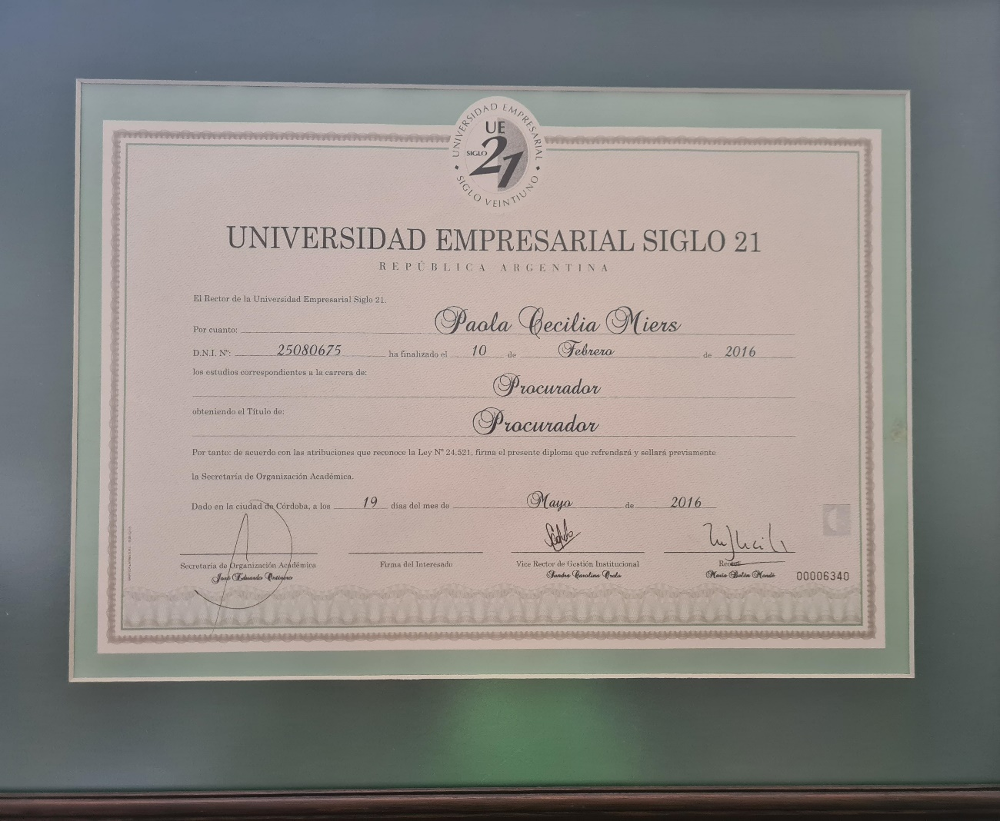 UNIVERSIDAD EMPRESARIAL
UE
SIGLO 21
• SIGLO VEINTIUNO •
UNIVERSIDAD EMPRESARIAL SIGLO 21
REPÚBLICA ARGENTINA
El Rector de la Universidad Empresarial Siglo 21.
Por cuanto: Paola Cecilia Miers
D.N.I. Nº: 25080675 ha finalizado el 10 de Febrero de 2016
los estudios correspondientes a la carrera de:
Procurador
obteniendo el Título de:
Procurador
Por tanto: de acuerdo con las atribuciones que reconoce la Ley Nº 24.521, firma el presente diploma que refrendará y sellará previamente
la Secretaría de Organización Académica.
Dado en la ciudad de Córdoba, a los 19 días del mes de Mayo de 2016
Secretaría de Organización Académica Firma del Interesado Vice Rector de Gestión Institucional Rector
José Eduardo Sandra Carolina María Belén 00006340